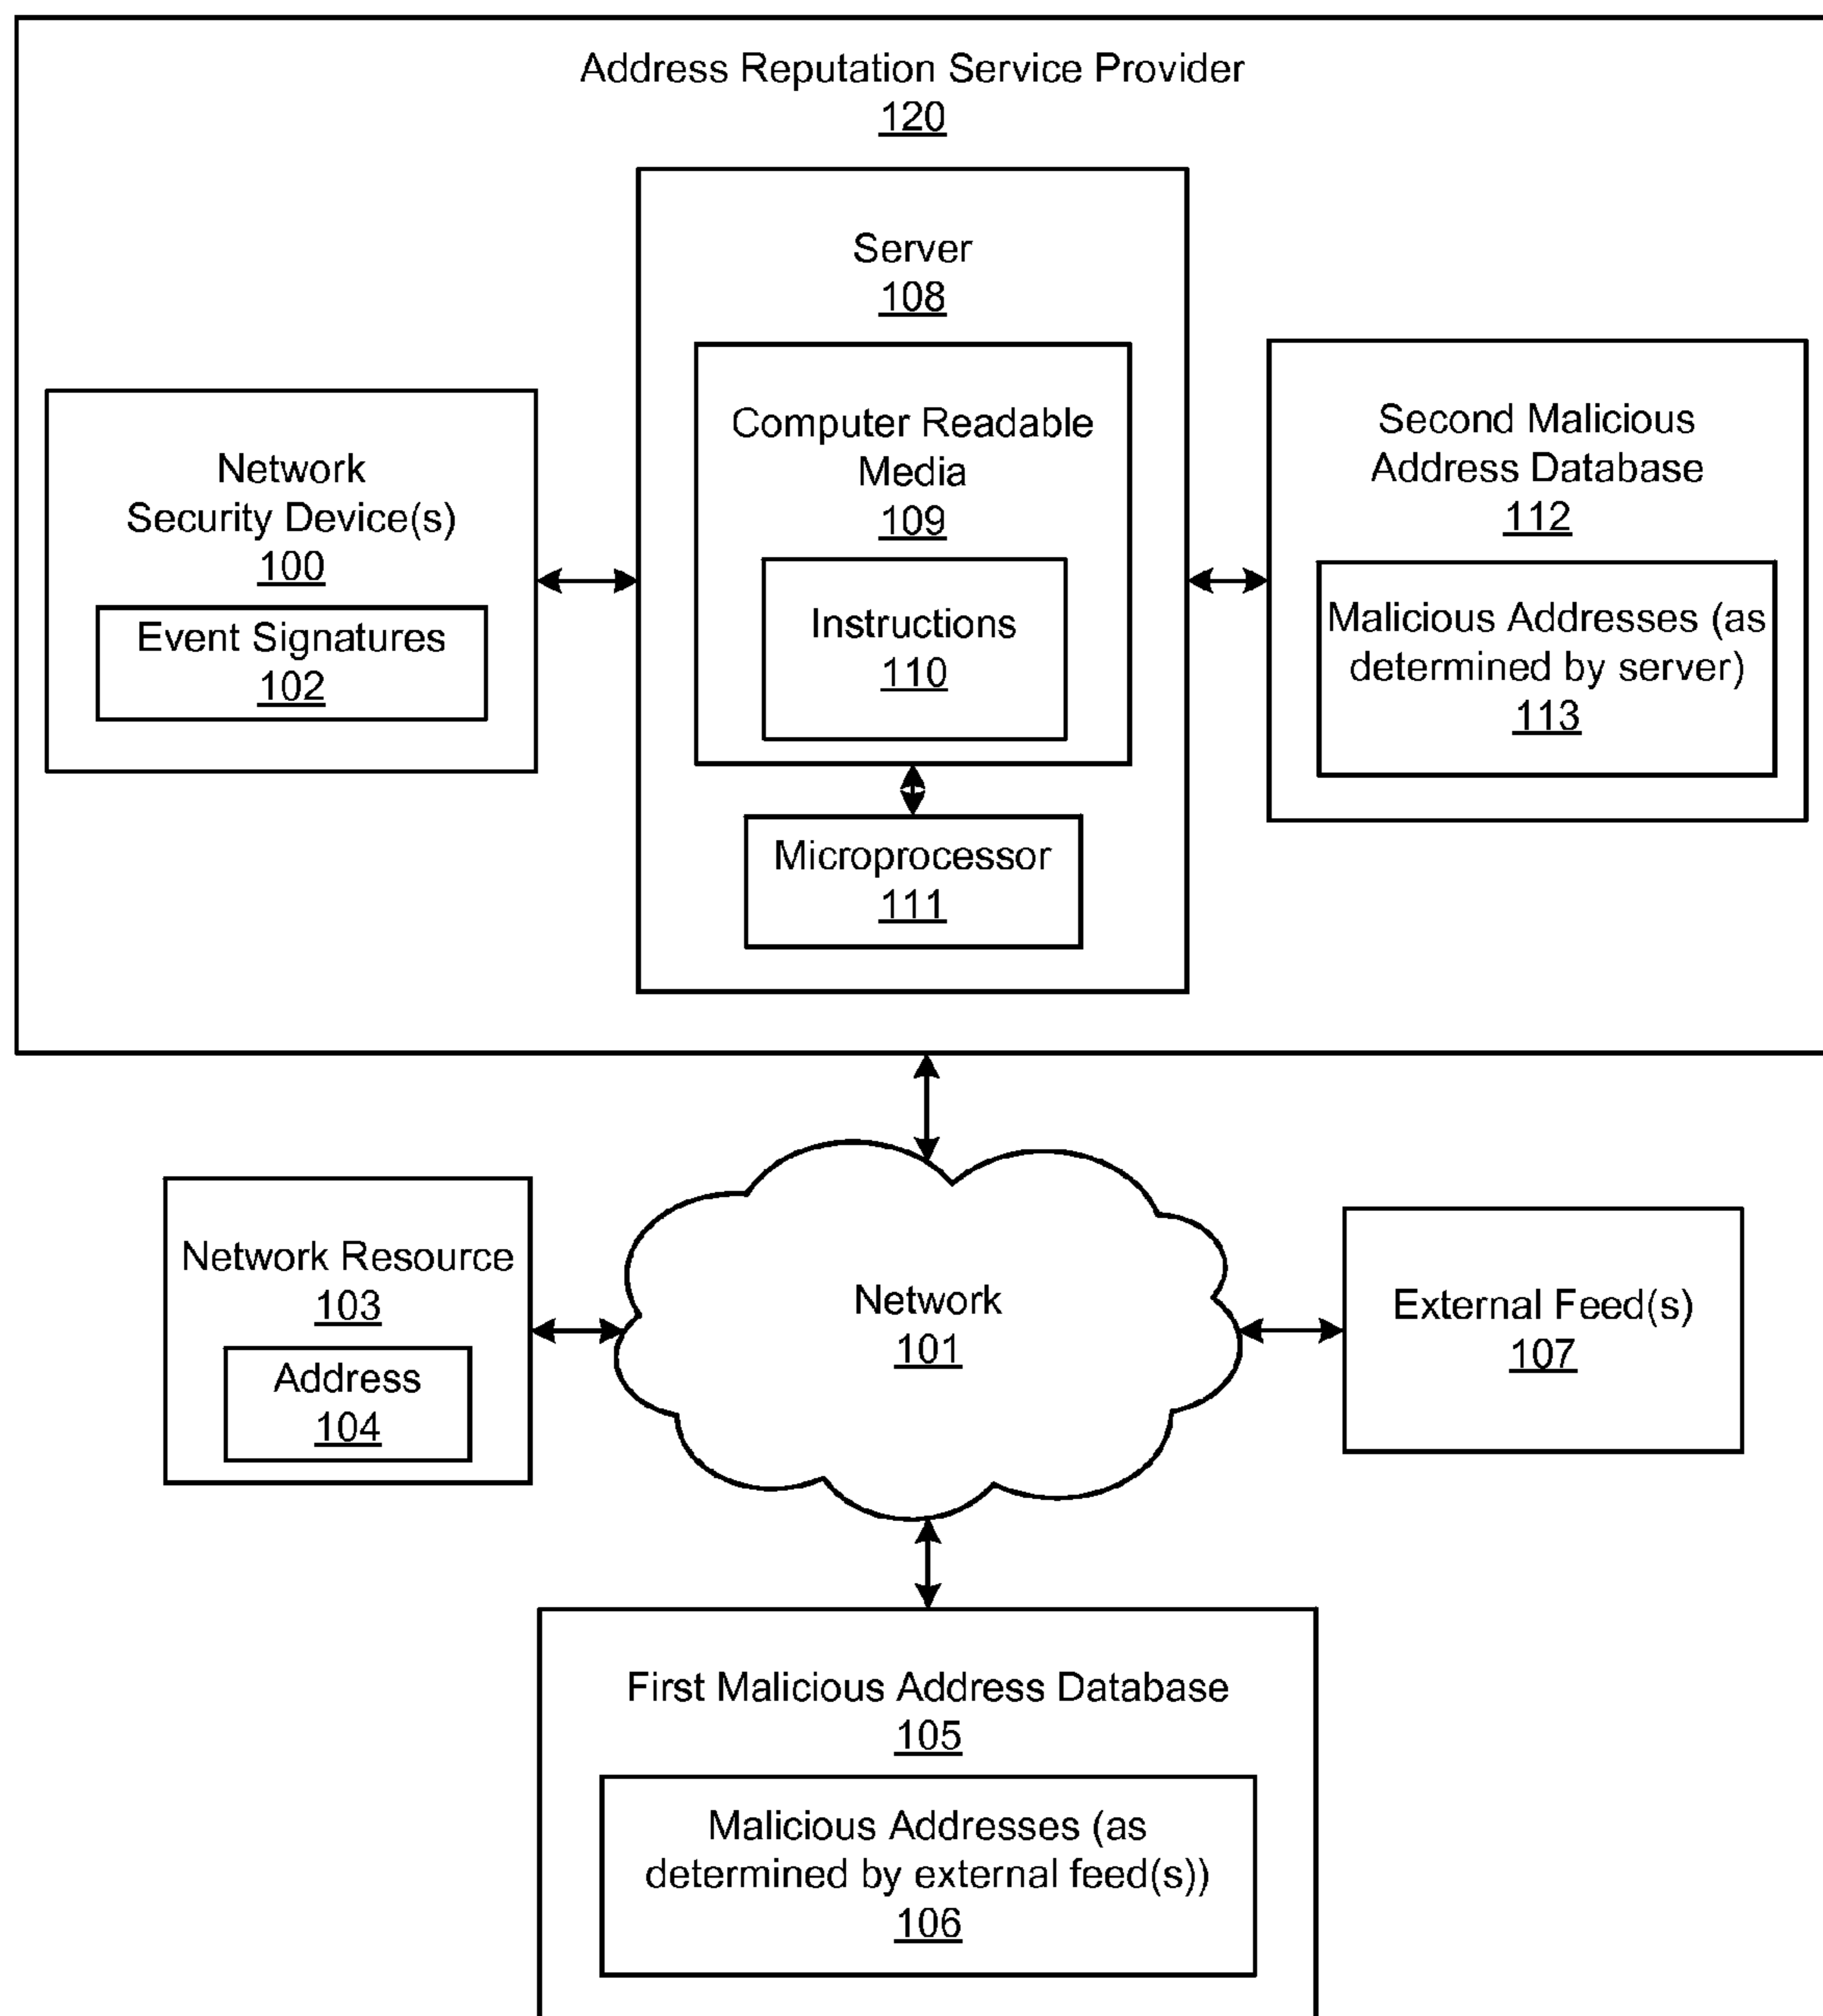 Address Reputation Service Provider
120
Server
108
Computer Readable
Media
109
Instructions
110
Microprocessor
111
Network
Security Device(s)
100
Event Signatures
102
Second Malicious
Address Database
112
Malicious Addresses (as
determined by server)
113
Network Resource
103
Address
104
Network
101
External Feed(s)
107
First Malicious Address Database
105
Malicious Addresses (as
determined by external feed(s))
106